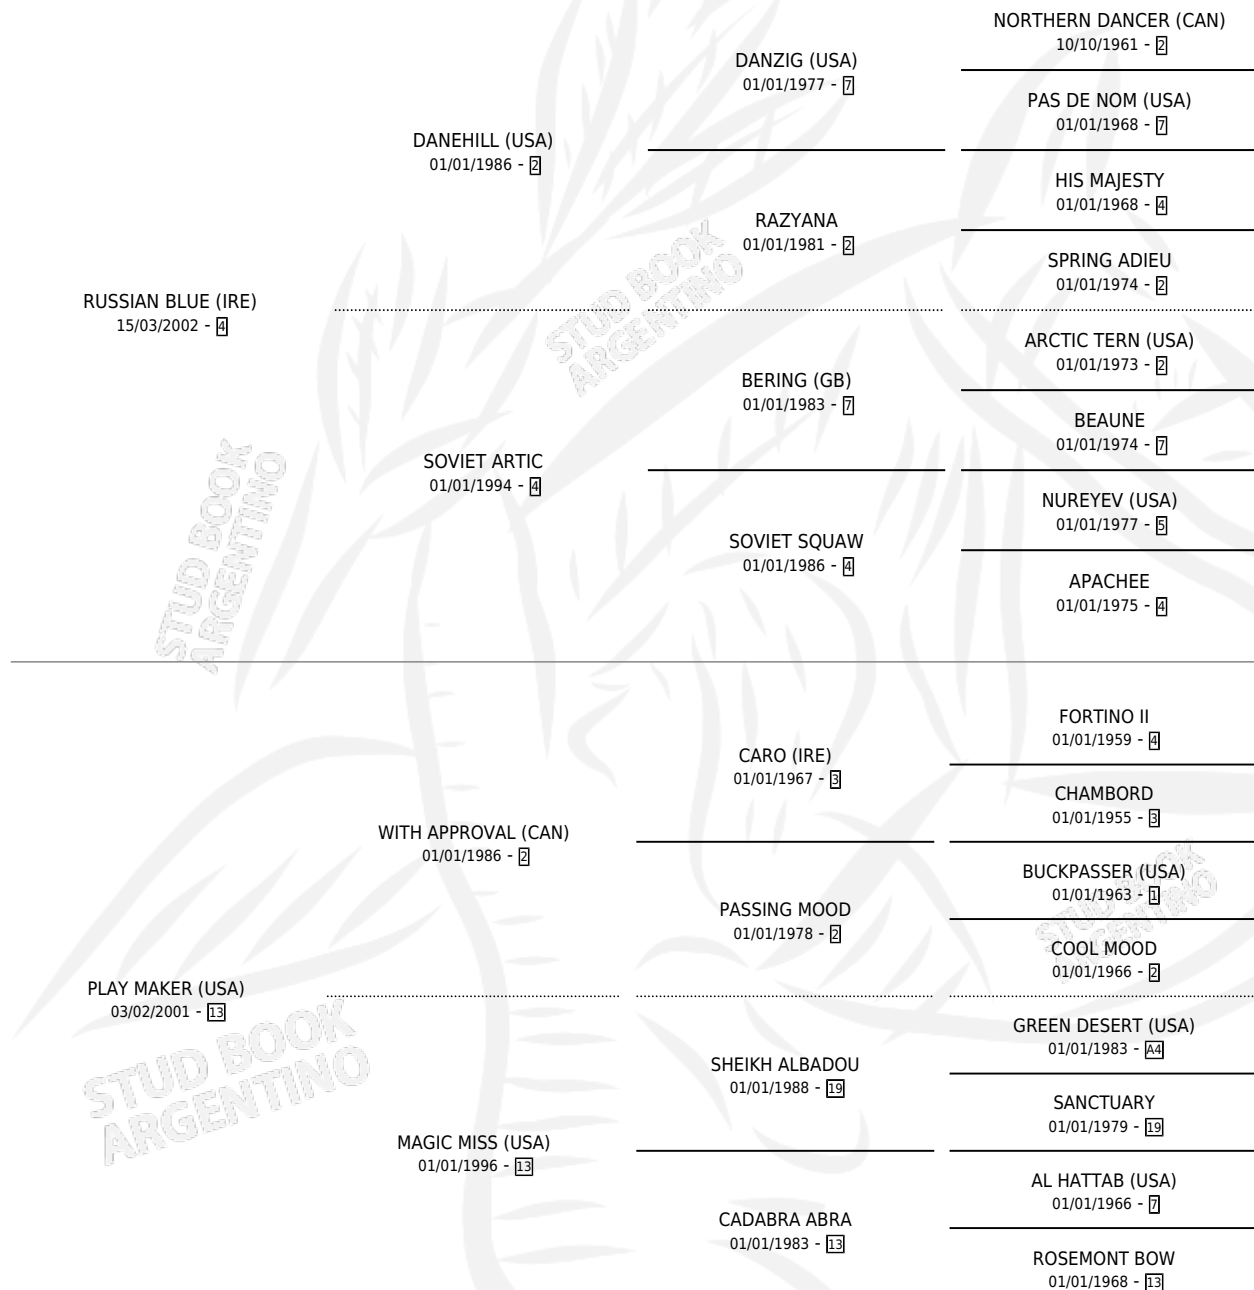 NORTHERN DANCER (CAN)
10/10/1961 - 2
DANZIG (USA)
01/01/1977 - 7
PAS DE NOM (USA)
01/01/1968 - 7
DANEHILL (USA)
01/01/1986 - 2
HIS MAJESTY
01/01/1968 - 4
RAZYANA
01/01/1981 - 2
SPRING ADIEU
01/01/1974 - 2
RUSSIAN BLUE (IRE)
15/03/2002 - 4
ARCTIC TERN (USA)
01/01/1973 - 2
BERING (GB)
01/01/1983 - 7
BEAUNE
01/01/1974 - 7
SOVIET ARTIC
01/01/1994 - 4
NUREYEV (USA)
01/01/1977 - 5
SOVIET SQUAW
01/01/1986 - 4
APACHEE
01/01/1975 - 4
FORTINO II
01/01/1959 - 4
CARO (IRE)
01/01/1967 - 3
CHAMBORD
01/01/1955 - 3
WITH APPROVAL (CAN)
01/01/1986 - 2
BUCKPASSER (USA)
01/01/1963 - 1
PASSING MOOD
01/01/1978 - 2
COOL MOOD
01/01/1966 - 2
PLAY MAKER (USA)
03/02/2001 - 13
GREEN DESERT (USA)
01/01/1983 - A4
SHEIKH ALBADOU
01/01/1988 - 19
SANCTUARY
01/01/1979 - 19
MAGIC MISS (USA)
01/01/1996 - 13
AL HATTAB (USA)
01/01/1966 - 7
CADABRA ABRA
01/01/1983 - 13
ROSEMONT BOW
01/01/1968 - 13
STUD BOOK
ARGENTINO
STUD BOOK
ARGENTINO
STUD BOOK
ARGENTINO
STUD BOOK
ARGENTINO